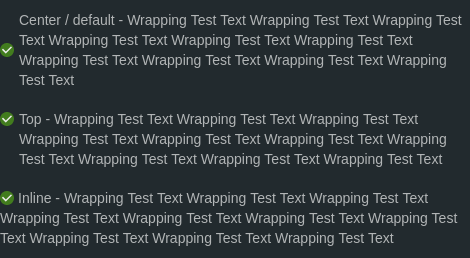 Center / default - Wrapping Test Text Wrapping Test Text Wrapping Test
Text Wrapping Test Text Wrapping Test Text Wrapping Test Text
Wrapping Test Text Wrapping Test Text Wrapping Test Text Wrapping
Test Text
Top - Wrapping Test Text Wrapping Test Text Wrapping Test Text
Wrapping Test Text Wrapping Test Text Wrapping Test Text Wrapping
Test Text Wrapping Test Text Wrapping Test Text Wrapping Test Text
Inline - Wrapping Test Text Wrapping Test Text Wrapping Test Text
Wrapping Test Text Wrapping Test Text Wrapping Test Text Wrapping Test
Text Wrapping Test Text Wrapping Test Text Wrapping Test Text